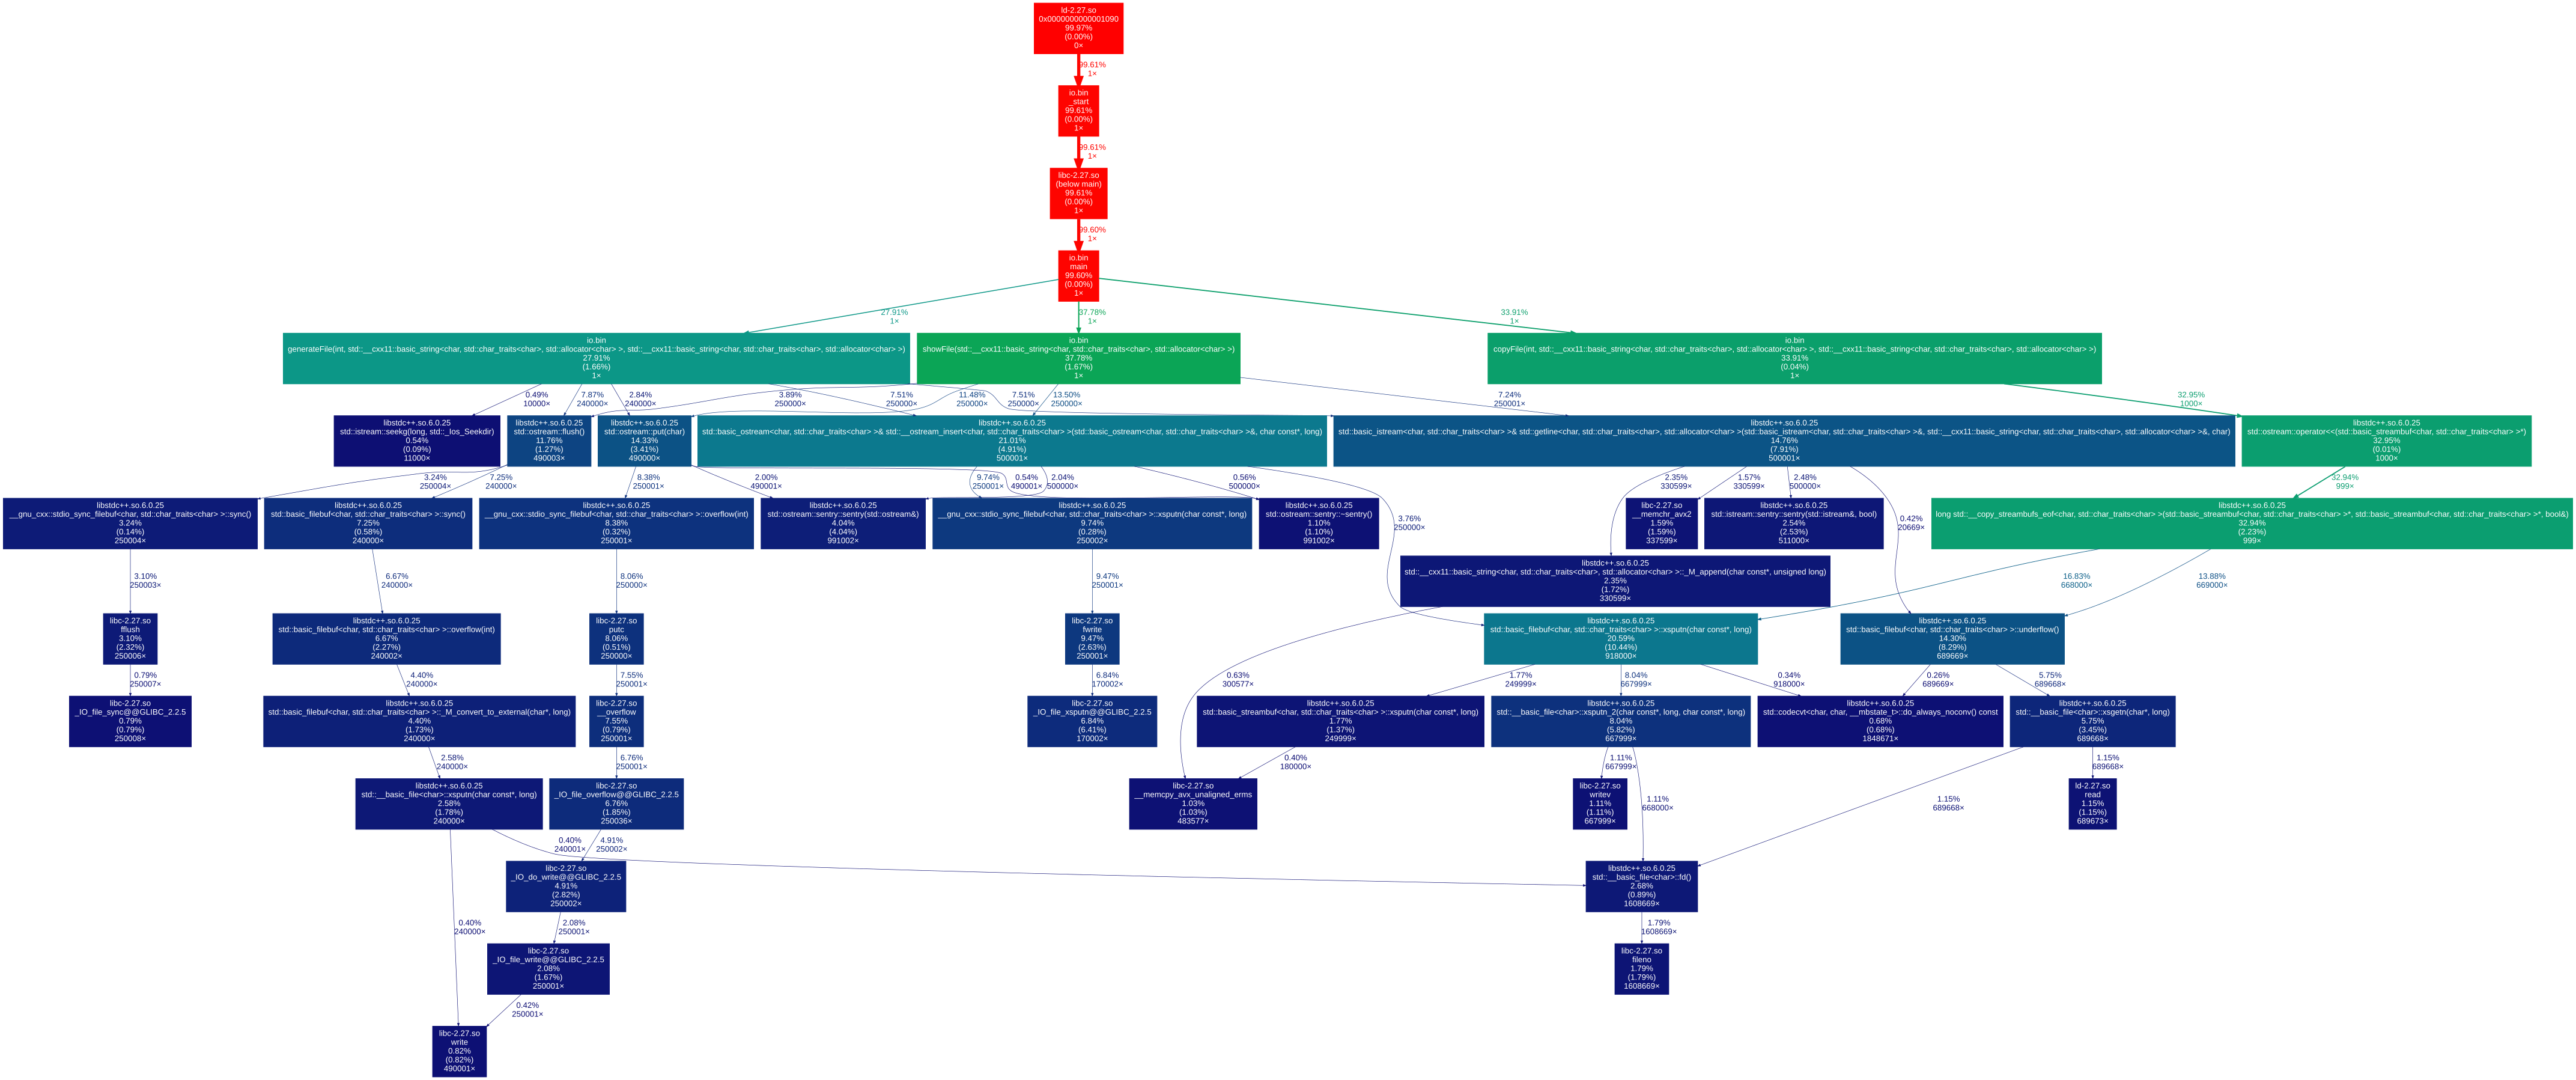 ld-2.27.so
0x0000000000001090
99.97%
(0.00%)
0×
99.61%
1×
io.bin
_start
99.61%
(0.00%)
1×
99.61%
1×
libc-2.27.so
(below main)
99.61%
(0.00%)
1×
99.60%
1×
io.bin
main
99.60%
(0.00%)
1×
27.91%
1×
37.78%
1×
33.91%
1×
io.bin
generateFile(int, std::__cxx11::basic_string<char, std::char_traits<char>, std::allocator<char> >, std::__cxx11::basic_string<char, std::char_traits<char>, std::allocator<char> >)
27.91%
(1.66%)
1×
io.bin
showFile(std::__cxx11::basic_string<char, std::char_traits<char>, std::allocator<char> >)
37.78%
(1.67%)
1×
io.bin
copyFile(int, std::__cxx11::basic_string<char, std::char_traits<char>, std::allocator<char> >, std::__cxx11::basic_string<char, std::char_traits<char>, std::allocator<char> >)
33.91%
(0.04%)
1×
0.49%
10000×
7.87%
240000×
2.84%
240000×
3.89%
250000×
7.51%
250000×
11.48%
250000×
7.51%
250000×
13.50%
250000×
7.24%
250001×
32.95%
1000×
libstdc++.so.6.0.25
std::istream::seekg(long, std::_Ios_Seekdir)
0.54%
(0.09%)
11000×
libstdc++.so.6.0.25
std::ostream::flush()
11.76%
(1.27%)
490003×
libstdc++.so.6.0.25
std::ostream::put(char)
14.33%
(3.41%)
490000×
libstdc++.so.6.0.25
std::basic_ostream<char, std::char_traits<char> >& std::__ostream_insert<char, std::char_traits<char> >(std::basic_ostream<char, std::char_traits<char> >&, char const*, long)
21.01%
(4.91%)
500001×
libstdc++.so.6.0.25
std::basic_istream<char, std::char_traits<char> >& std::getline<char, std::char_traits<char>, std::allocator<char> >(std::basic_istream<char, std::char_traits<char> >&, std::__cxx11::basic_string<char, std::char_traits<char>, std::allocator<char> >&, char)
14.76%
(7.91%)
500001×
libstdc++.so.6.0.25
std::ostream::operator<<(std::basic_streambuf<char, std::char_traits<char> >*)
32.95%
(0.01%)
1000×
3.24%
250004×
7.25%
240000×
8.38%
250001×
2.00%
490001×
9.74%
250001×
0.54%
490001×
2.04%
500000×
0.56%
500000×
3.76%
250000×
2.35%
330599×
1.57%
337599×
2.48%
500000×
0.42%
20669×
32.94%
999×
libstdc++.so.6.0.25
__gnu_cxx::stdio_sync_filebuf<char, std::char_traits<char> >::sync()
3.24%
(0.14%)
250004×
libstdc++.so.6.0.25
std::basic_filebuf<char, std::char_traits<char> >::sync()
7.25%
(0.58%)
240000×
libstdc++.so.6.0.25
__gnu_cxx::stdio_sync_filebuf<char, std::char_traits<char> >::overflow(int)
8.38%
(0.32%)
250001×
libstdc++.so.6.0.25
std::ostream::sentry::sentry(std::ostream&)
4.04%
(4.04%)
991002×
libstdc++.so.6.0.25
__gnu_cxx::stdio_sync_filebuf<char, std::char_traits<char> >::xsputn(char const*, long)
9.74%
(0.28%)
250002×
libstdc++.so.6.0.25
std::ostream::sentry::~sentry()
1.10%
(1.10%)
991002×
libc-2.27.so
__memchr_avx2
1.59%
(1.59%)
337599×
libstdc++.so.6.0.25
std::istream::sentry::sentry(std::istream&, bool)
2.54%
(2.53%)
511000×
libstdc++.so.6.0.25
long std::__copy_streambufs_eof<char, std::char_traits<char> >(std::basic_streambuf<char, std::char_traits<char> >*, std::basic_streambuf<char, std::char_traits<char> >*, bool&)
32.94%
(2.23%)
999×
libstdc++.so.6.0.25
std::__cxx11::basic_string<char, std::char_traits<char>, std::allocator<char> >::_M_append(char const*, unsigned long)
2.35%
(1.72%)
330599×
3.10%
250003×
6.67%
240000×
8.06%
250000×
9.47%
250001×
16.83%
668000×
13.88%
669000×
libc-2.27.so
fflush
3.10%
(2.32%)
250006×
libstdc++.so.6.0.25
std::basic_filebuf<char, std::char_traits<char> >::overflow(int)
6.67%
(2.27%)
240002×
libc-2.27.so
putc
8.06%
(0.51%)
250000×
libc-2.27.so
fwrite
9.47%
(2.63%)
250001×
libstdc++.so.6.0.25
std::basic_filebuf<char, std::char_traits<char> >::xsputn(char const*, long)
20.59%
(10.44%)
918000×
libstdc++.so.6.0.25
std::basic_filebuf<char, std::char_traits<char> >::underflow()
14.30%
(8.29%)
689669×
0.79%
250007×
4.40%
240000×
7.55%
250001×
6.84%
170002×
0.63%
300577×
1.77%
249999×
8.04%
667999×
0.34%
918000×
0.26%
689669×
5.75%
689668×
libc-2.27.so
_IO_file_sync@@GLIBC_2.2.5
0.79%
(0.79%)
250008×
libstdc++.so.6.0.25
std::basic_filebuf<char, std::char_traits<char> >::_M_convert_to_external(char*, long)
4.40%
(1.73%)
240000×
libc-2.27.so
__overflow
7.55%
(0.79%)
250001×
libc-2.27.so
_IO_file_xsputn@@GLIBC_2.2.5
6.84%
(6.41%)
170002×
libstdc++.so.6.0.25
std::basic_streambuf<char, std::char_traits<char> >::xsputn(char const*, long)
1.77%
(1.37%)
249999×
libstdc++.so.6.0.25
std::__basic_file<char>::xsputn_2(char const*, long, char const*, long)
8.04%
(5.82%)
667999×
libstdc++.so.6.0.25
std::codecvt<char, char, __mbstate_t>::do_always_noconv() const
0.68%
(0.68%)
1848671×
libstdc++.so.6.0.25
std::__basic_file<char>::xsgetn(char*, long)
5.75%
(3.45%)
689668×
2.58%
240000×
6.76%
250001×
0.40%
180000×
1.11%
667999×
1.11%
668000×
1.15%
689668×
1.15%
689668×
libstdc++.so.6.0.25
std::__basic_file<char>::xsputn(char const*, long)
2.58%
(1.78%)
240000×
libc-2.27.so
_IO_file_overflow@@GLIBC_2.2.5
6.76%
(1.85%)
250036×
libc-2.27.so
__memcpy_avx_unaligned_erms
1.03%
(1.03%)
483577×
libc-2.27.so
writev
1.11%
(1.11%)
667999×
ld-2.27.so
read
1.15%
(1.15%)
689673×
0.40%
240001×
4.91%
250002×
libc-2.27.so
_IO_do_write@@GLIBC_2.2.5
4.91%
(2.82%)
250002×
libstdc++.so.6.0.25
std::__basic_file<char>::fd()
2.68%
(0.89%)
1608669×
0.40%
240000×
2.08%
250001×
1.79%
1608669×
libc-2.27.so
_IO_file_write@@GLIBC_2.2.5
2.08%
(1.67%)
250001×
libc-2.27.so
fileno
1.79%
(1.79%)
1608669×
0.42%
250001×
libc-2.27.so
write
0.82%
(0.82%)
490001×